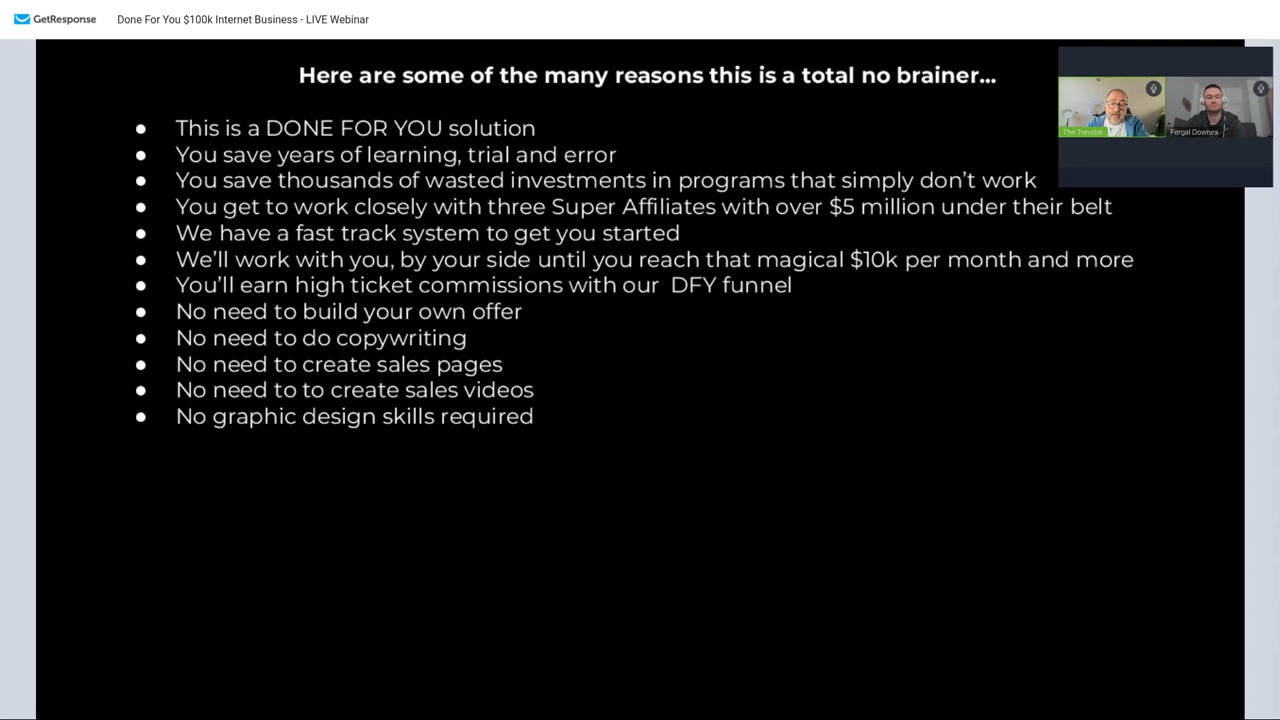 GetResponse Done For You $100k Internet Business - LIVE Webinar
Here are some of the many reasons this is a total no brainer...
● This is a DONE FOR YOU solution
● You save years of learning, trial and error
● You save thousands of wasted investments in programs that simply don't work
● You get to work closely with three Super Affiliates with over $5 million under their belt
● We have a fast track system to get you started
● We'll work with you, by your side until you reach that magical $10k per month and more
● You'll earn high ticket commissions with our  DFY funnel
● No need to build your own offer
● No need to do copywriting
● No need to create sales pages
● No need to to create sales videos
● No graphic design skills required
The Trevster
Fergal Downes